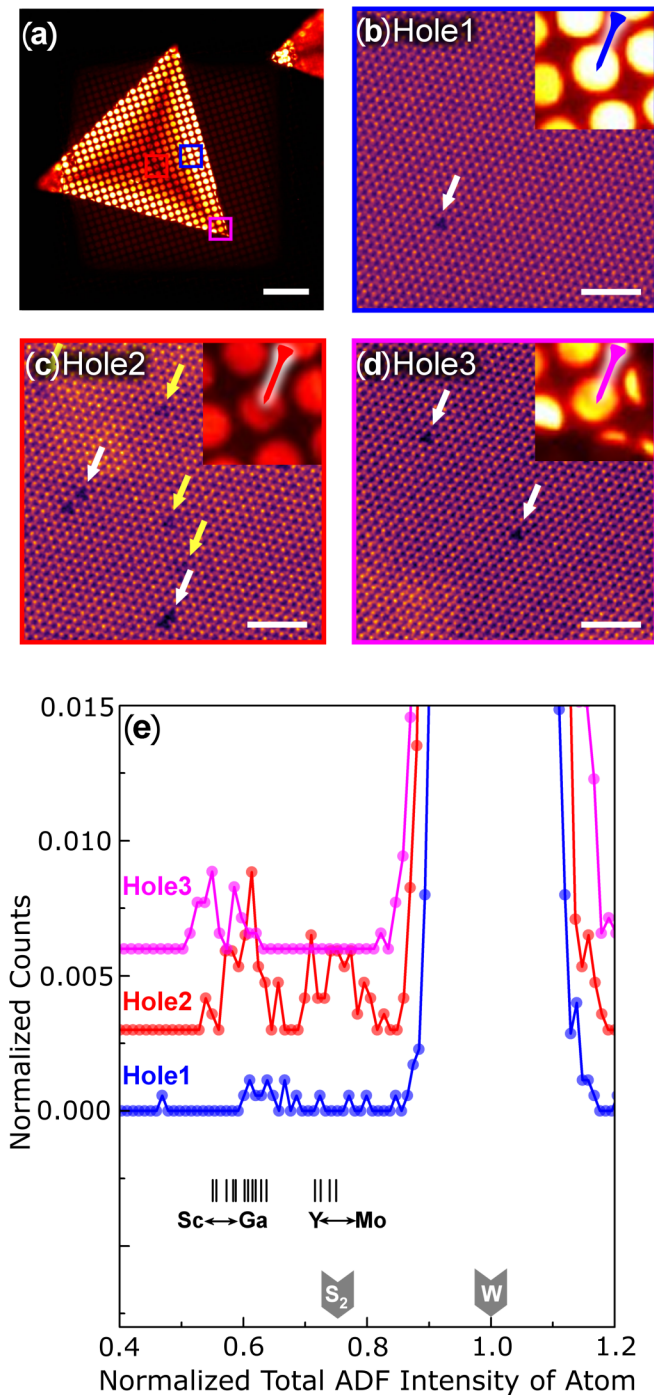 (a)
(b)Hole1
(c)Hole2
(d)Hole3
(e)
0.015
0.010
0.005
0.000
Normalized Counts
Hole3
Hole2
Hole1
Sc↔Ga
Y↔Mo
S₂
W
0.4 0.6 0.8 1.0 1.2
Normalized Total ADF Intensity of Atom